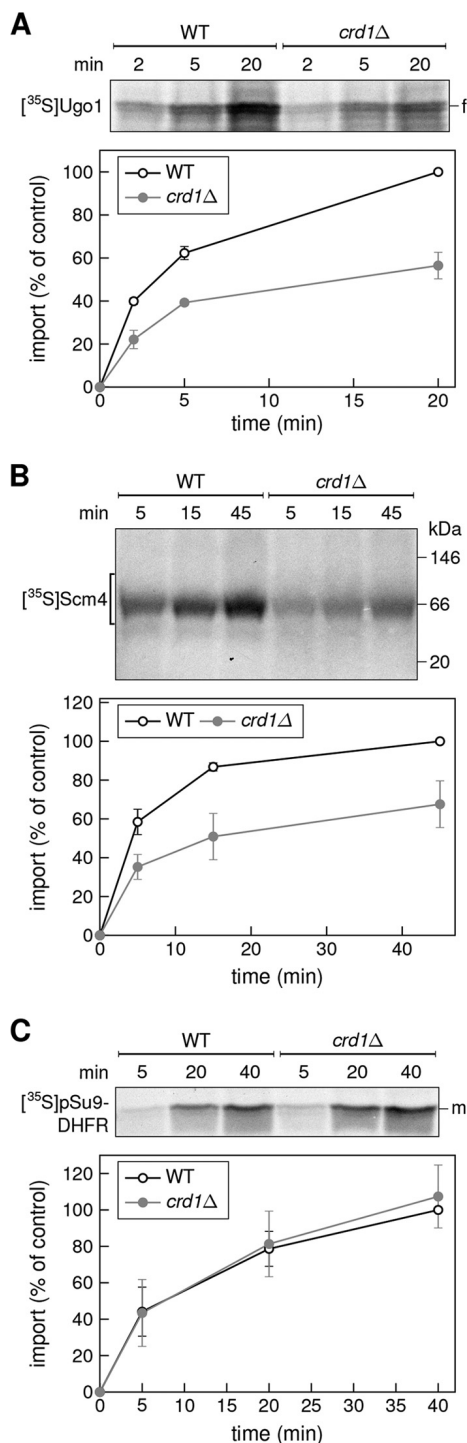 A
WT crd1Δ
min 2 5 20 2 5 20
[³⁵S]Ugo1 f
import (% of control)
100
80
60
40
20
0
WT
crd1Δ
0 5 10 15 20
time (min)
B
WT crd1Δ
min 5 15 45 5 15 45
kDa
146
[³⁵S]Scm4 66
20
import (% of control)
120
100
80
60
40
20
0
WT crd1Δ
10 20 30 40
time (min)
C
WT crd1Δ
min 5 20 40 5 20 40
[³⁵S]pSu9-
DHFR
m
import (% of control)
120
100
80
60
40
20
0
WT
crd1Δ
0 5 10 15 20 25 30 35 40
time (min)